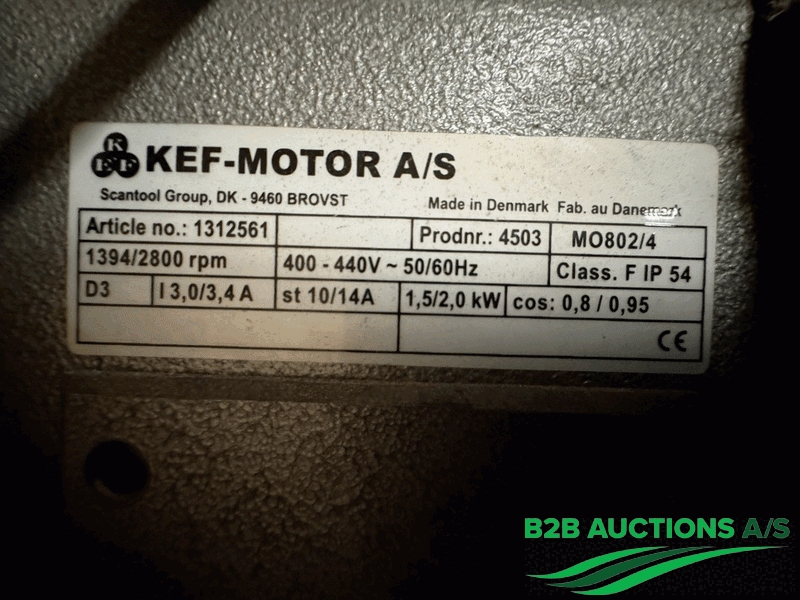 KEF
KEF-MOTOR A/S
Scantool Group, DK - 9460 BROVST
Made in Denmark Fab. au Danemark
Article no.: 1312561 Prodnr.: 4503 MO802/4
1394/2800 rpm 400 - 440V ~ 50/60Hz Class. F IP 54
D3 I 3,0/3,4 A st 10/14A 1,5/2,0 kW cos: 0,8 / 0,95
CE
B2B AUCTIONS A/S